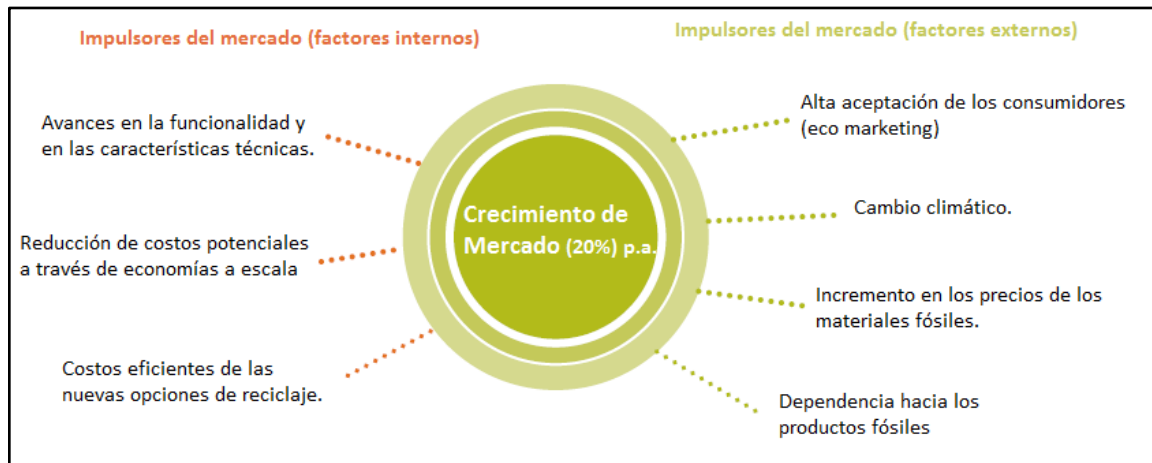 Impulsores del mercado (factores internos)
Avances en la funcionalidad y
en las características técnicas.
Reducción de costos potenciales
a través de economías a escala
Costos eficientes de las
nuevas opciones de reciclaje.
Crecimiento de
Mercado (20%) p.a.
Impulsores del mercado (factores externos)
Alta aceptación de los consumidores
(eco marketing)
Cambio climático.
Incremento en los precios de los
materiales fósiles.
Dependencia hacia los
productos fósiles